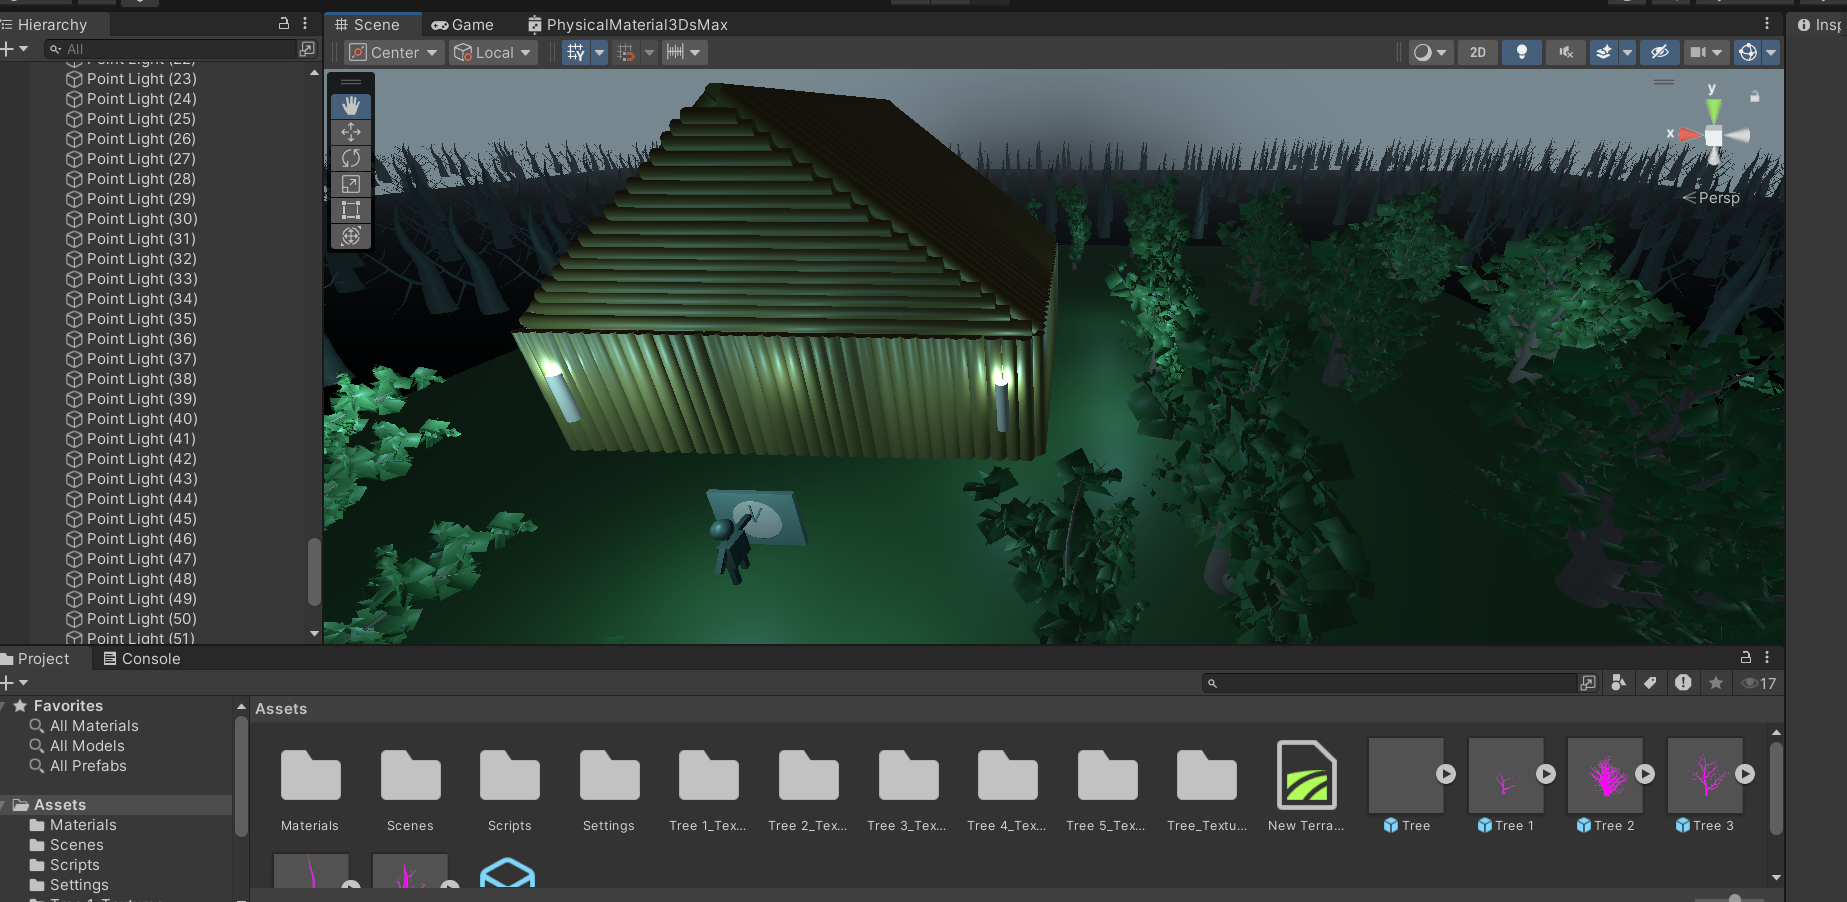 Hierarchy
Scene
Game
PhysicalMaterial3DsMax
All
Center
Local
2D
Point Light (22)
Point Light (23)
Point Light (24)
Point Light (25)
Point Light (26)
Point Light (27)
Point Light (28)
Point Light (29)
Point Light (30)
Point Light (31)
Point Light (32)
Point Light (33)
Point Light (34)
Point Light (35)
Point Light (36)
Point Light (37)
Point Light (38)
Point Light (39)
Point Light (40)
Point Light (41)
Point Light (42)
Point Light (43)
Point Light (44)
Point Light (45)
Point Light (46)
Point Light (47)
Point Light (48)
Point Light (49)
Point Light (50)
Point Light (51)
y
x
Persp
V
Project
Console
17
Favorites
All Materials
All Models
All Prefabs
Assets
Materials
Scenes
Scripts
Settings
Assets
Materials
Scenes
Scripts
Settings
Tree 1_Tex...
Tree 2_Tex...
Tree 3_Tex...
Tree 4_Tex...
Tree 5_Tex...
Tree_Textu...
New Terra...
Tree
Tree 1
Tree 2
Tree 3